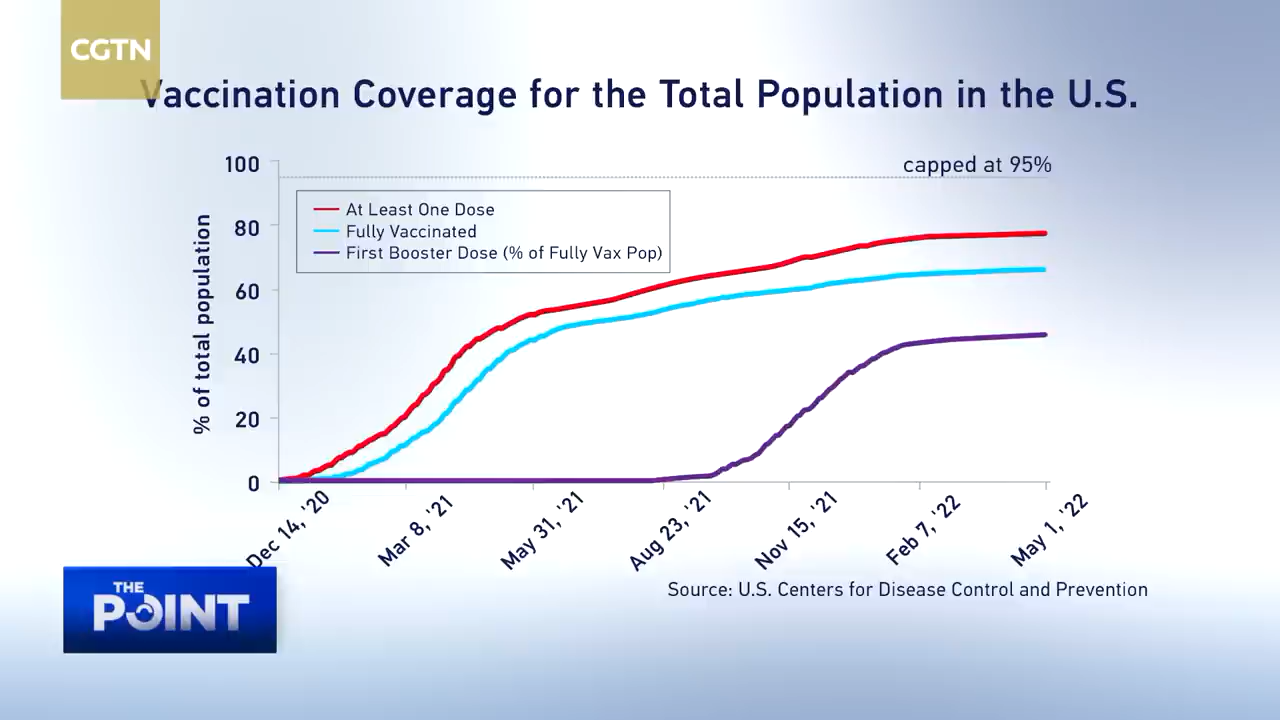 CGTN
Vaccination Coverage for the Total Population in the U.S.
% of total population
100
80
60
40
20
0
capped at 95%
At Least One Dose
Fully Vaccinated
First Booster Dose (% of Fully Vax Pop)
Dec 14, '20
Mar 8, '21
May 31, '21
Aug 23, '21
Nov 15, '21
Feb 7, '22
May 1, '22
Source: U.S. Centers for Disease Control and Prevention
THE
POINT